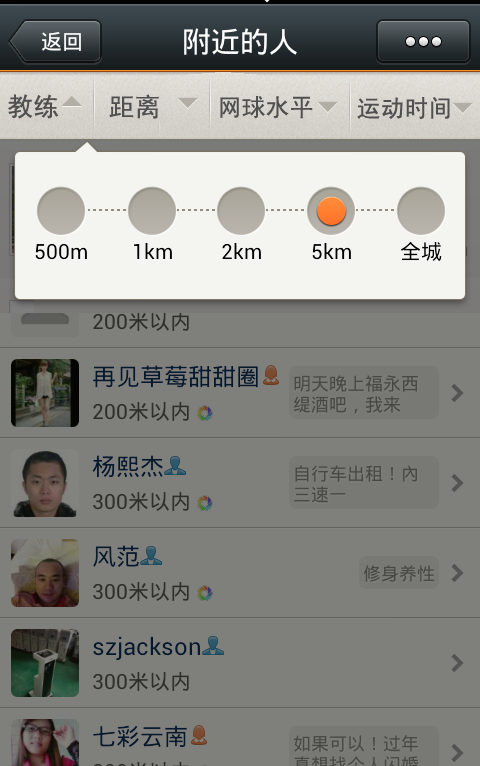 返回
附近的人
教练
距离
网球水平
运动时间
500m
1km
2km
5km
全城
200米以内
再见草莓甜甜圈
200米以内
明天晚上福永西
缇酒吧，我来
杨熙杰
300米以内
自行车出租！内
三速一
风范
300米以内
修身养性
szjackson
300米以内
七彩云南
如果可以！过年
真想找个人闪婚